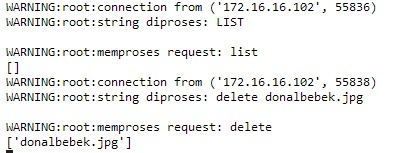 WARNING:root:connection from ('172.16.16.102', 55836)
WARNING:root:string diproses: LIST
WARNING:root:memproses request: list
[]
WARNING:root:connection from ('172.16.16.102', 55838)
WARNING:root:string diproses: delete donalbebek.jpg
WARNING:root:memproses request: delete
['donalbebek.jpg']